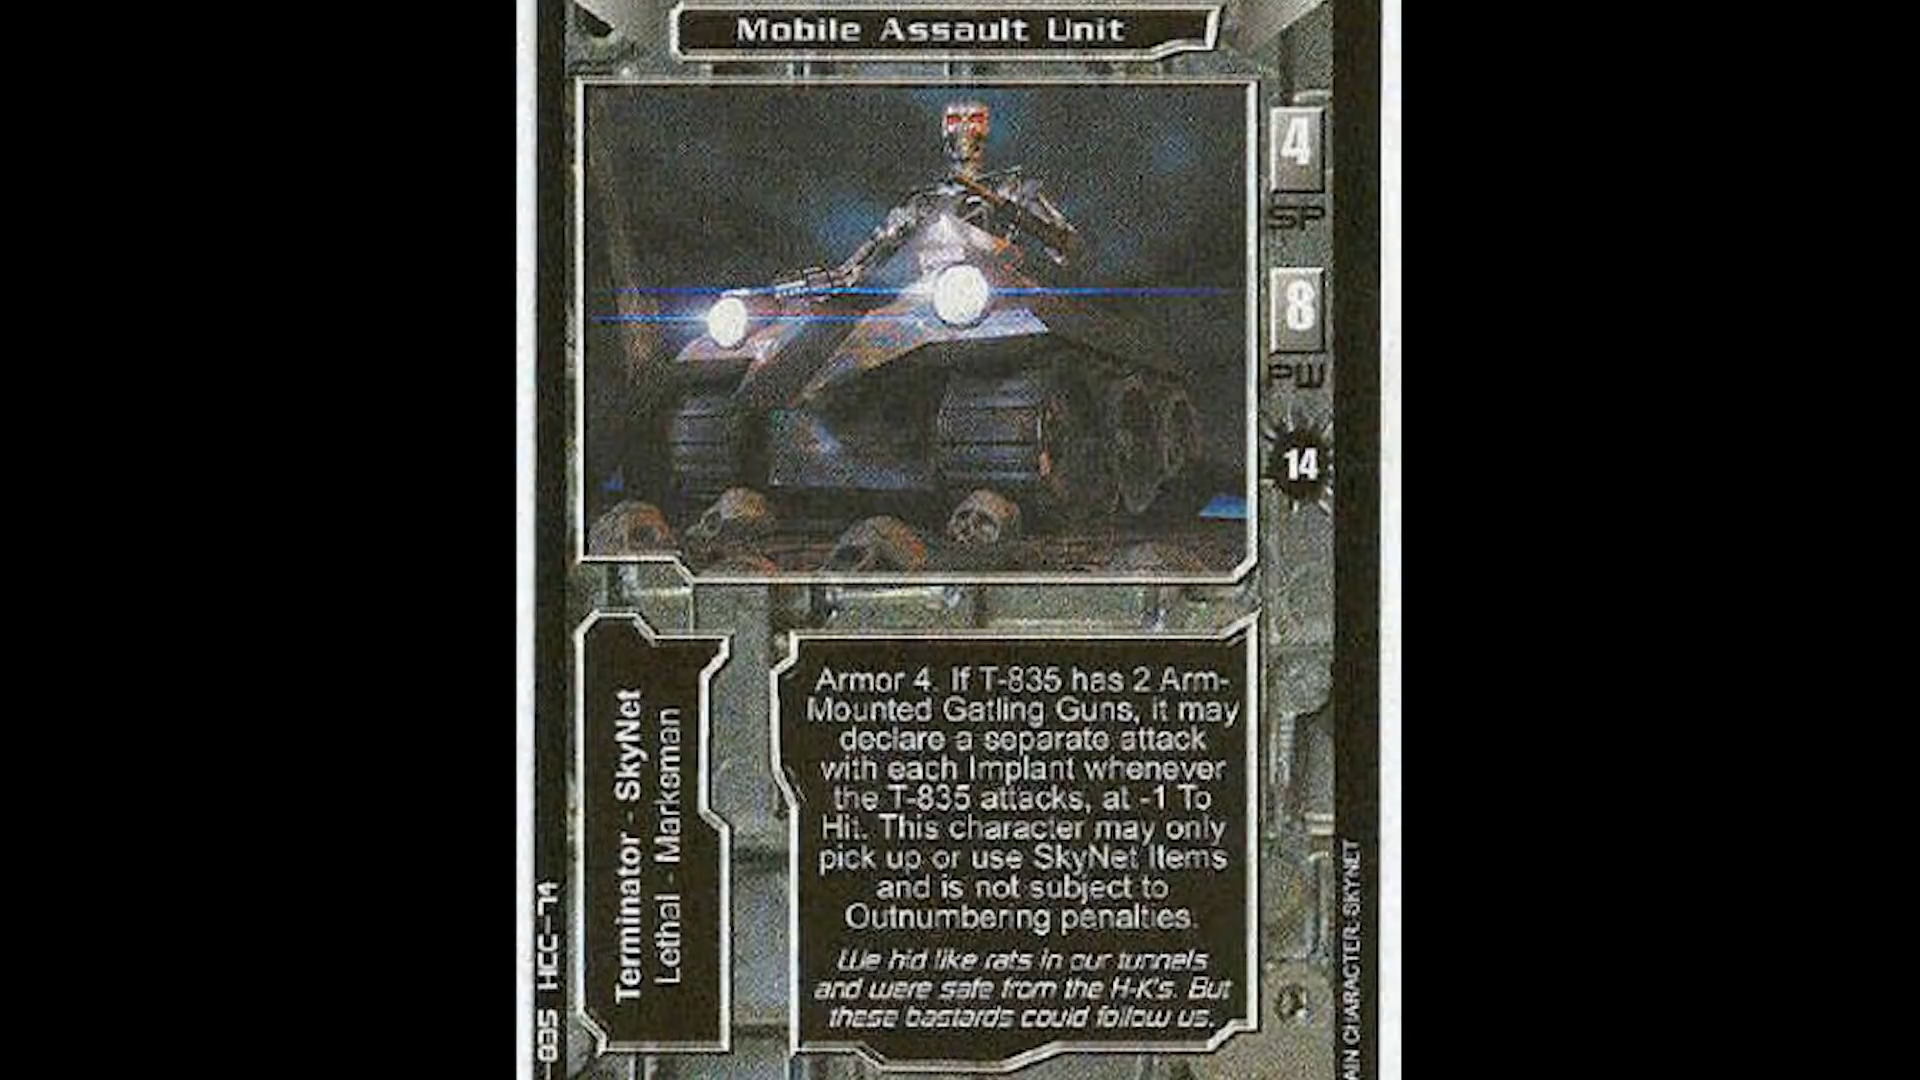 Mobile Assault Unit
4
SP
8
PW
14
Terminator - SkyNet
Lethal - Marksman
Armor 4. If T-835 has 2 Arm-
Mounted Gatling Guns, it may
declare a separate attack
with each Implant whenever
the T-835 attacks, at -1 To
Hit. This character may only
pick up or use SkyNet Items
and is not subject to
Outnumbering penalties.
We hid like rats in our tunnels
and were safe from the H-K's. But
these bastards could follow us.
-835 HCC-74
AIN CHARACTER-SKYNET